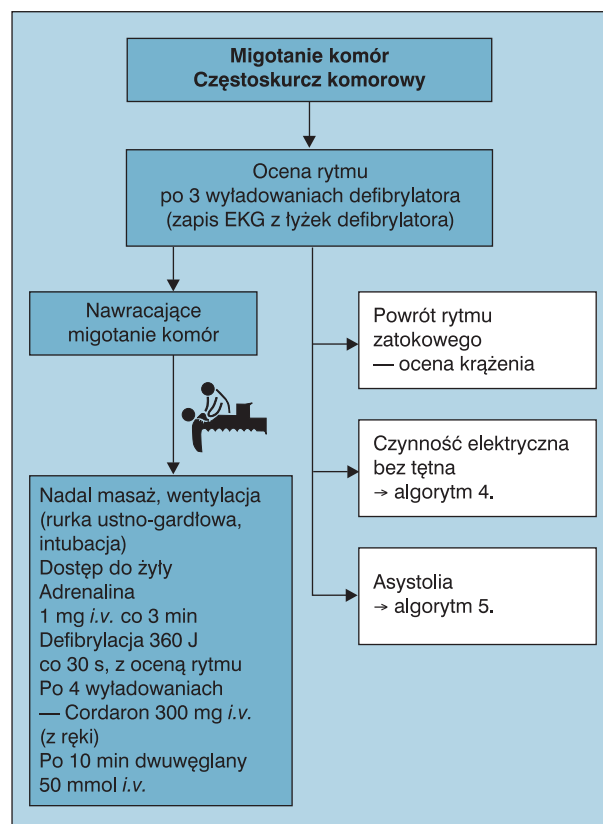 Migotanie komór
Częstoskurcz komorowy
Ocena rytmu
po 3 wyładowaniach defibrylatora
(zapis EKG z łyżek defibrylatora)
Nawracające
migotanie komór
Powrót rytmu
zatokowego
— ocena krążenia
Czynność elektryczna
bez tętna
→ algorytm 4.
Nadal masaż, wentylacja
(rurka ustno-gardłowa,
intubacja)
Dostęp do żyły
Adrenalina
1 mg i.v. co 3 min
Defibrylacja 360 J
co 30 s, z oceną rytmu
Po 4 wyładowaniach
— Cordaron 300 mg i.v.
(z ręki)
Po 10 min dwuwęglany
50 mmol i.v.
Asystolia
→ algorytm 5.